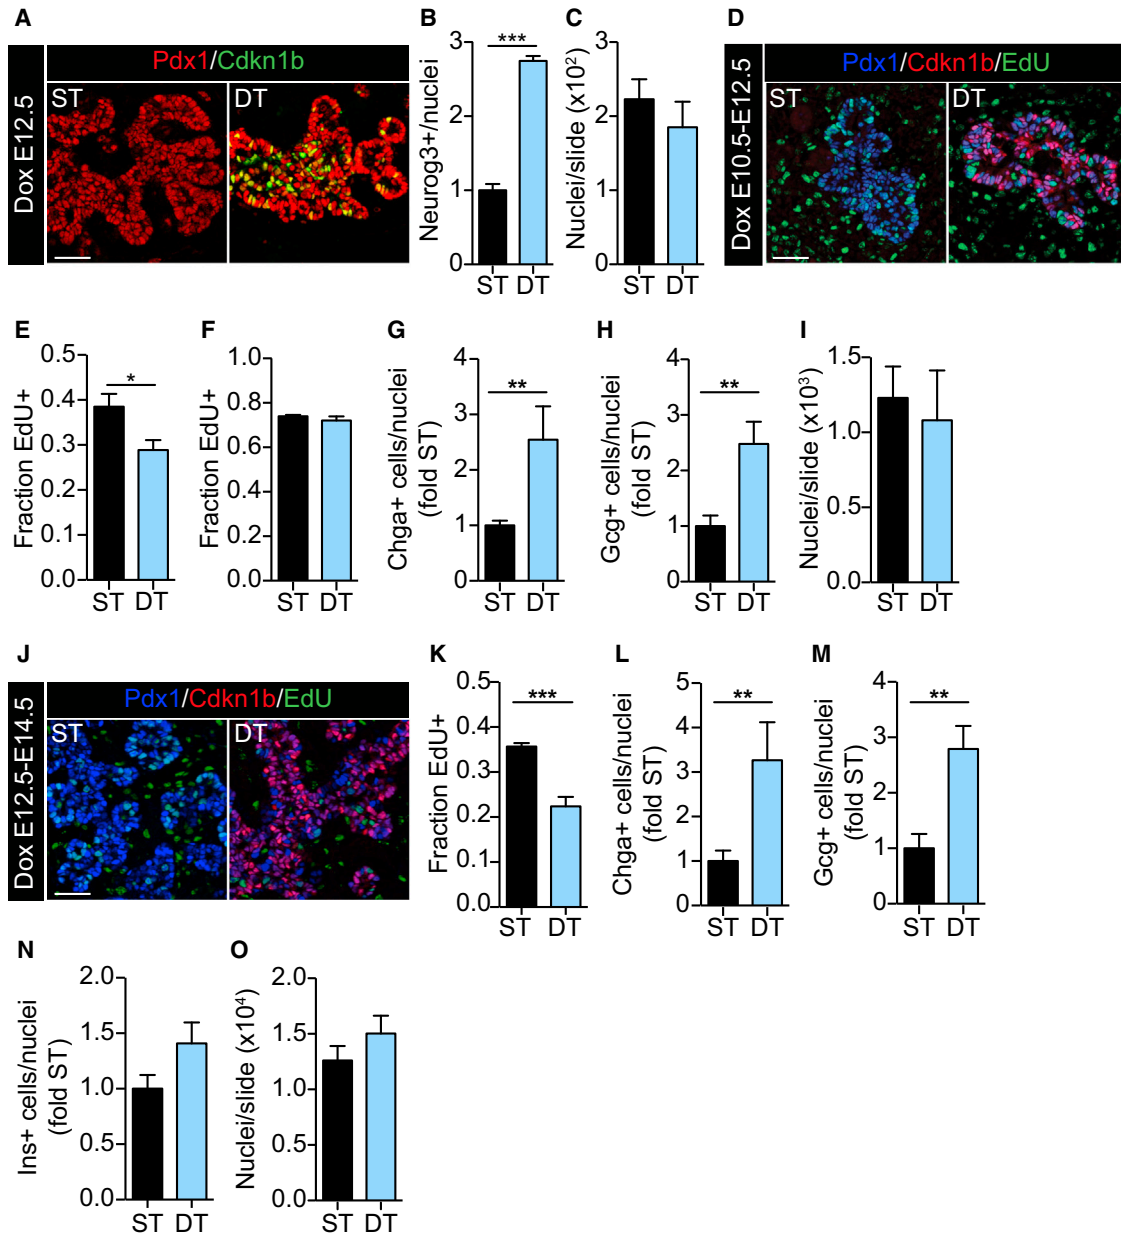 A
Dox E12.5
Pdx1/Cdkn1b
ST
DT
B
Neurog3+/nuclei
3
2
1
0
***
ST DT
C
Nuclei/slide (x10²)
3
2
1
0
ST DT
D
Dox E10.5-E12.5
Pdx1/Cdkn1b/EdU
ST
DT
E
Fraction EdU+
0.5
0.4
0.3
0.2
0.1
0.0
*
ST DT
F
Fraction EdU+
1.0
0.8
0.6
0.4
0.2
0.0
ST DT
G
Chga+ cells/nuclei
(fold ST)
4
3
2
1
0
**
ST DT
H
Gcg+ cells/nuclei
(fold ST)
4
3
2
1
0
**
ST DT
I
Nuclei/slide (x10³)
1.5
1.0
0.5
0.0
ST DT
J
Dox E12.5-E14.5
Pdx1/Cdkn1b/EdU
ST
DT
K
Fraction EdU+
0.5
0.4
0.3
0.2
0.1
0.0
***
ST DT
L
Chga+ cells/nuclei
(fold ST)
5
4
3
2
1
0
**
ST DT
M
Gcg+ cells/nuclei
(fold ST)
4
3
2
1
0
**
ST DT
N
Ins+ cells/nuclei
(fold ST)
2.0
1.5
1.0
0.5
0.0
ST DT
O
Nuclei/slide (x10⁴)
2.0
1.5
1.0
0.5
0.0
ST DT